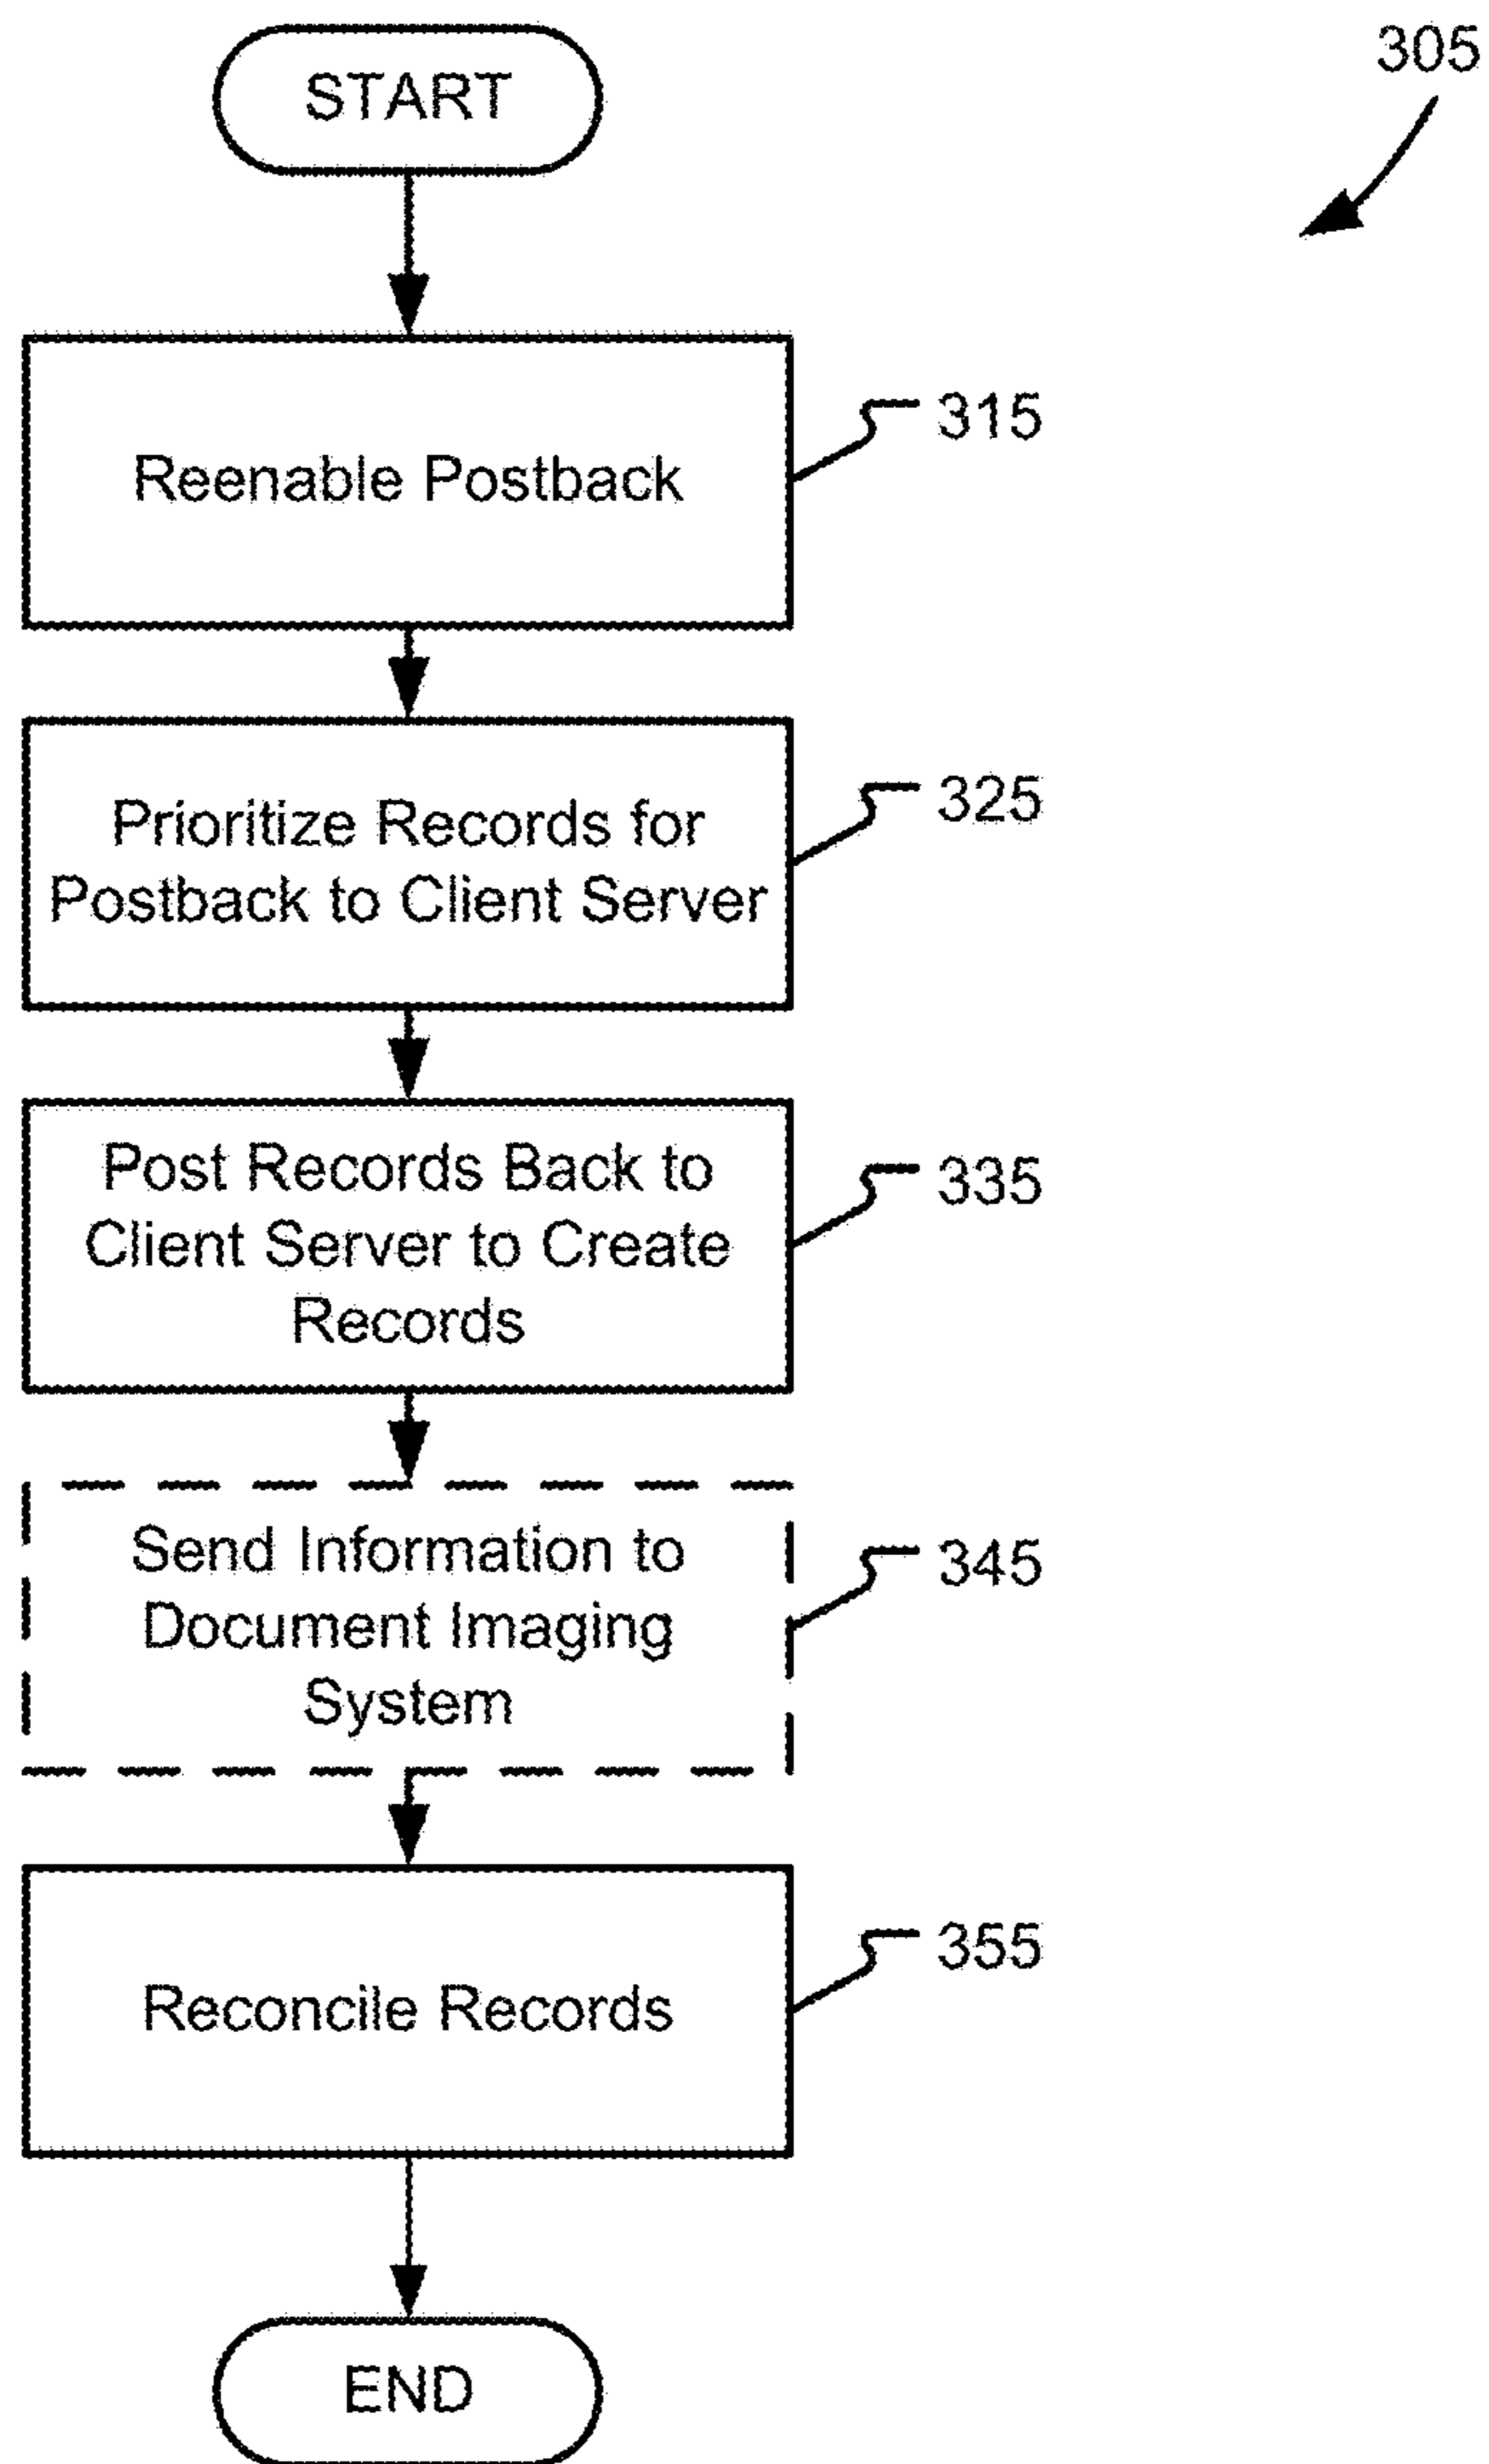 START
305
Reenable Postback
315
Prioritize Records for
Postback to Client Server
325
Post Records Back to
Client Server to Create
Records
335
Send Information to
Document Imaging
System
345
Reconcile Records
355
END